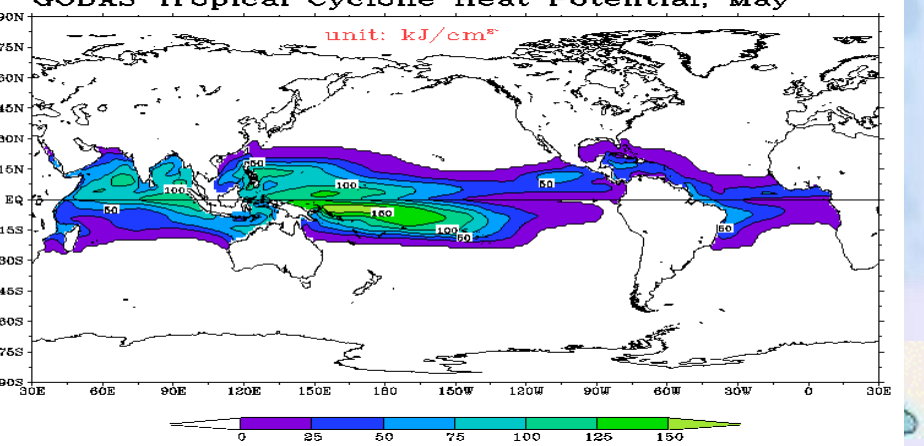 GODAS Tropical Cyclone Heat Potential, May
unit: kJ/cm²
90N
75N
60N
45N
30N
15N
EQ
15S
30S
45S
60S
75S
90S
50
100
100
50
50
150
100
50
50
30E 60E 90E 120E 150E 180 150W 120W 90W 60W 30W 0 30E
0 25 50 75 100 125 150